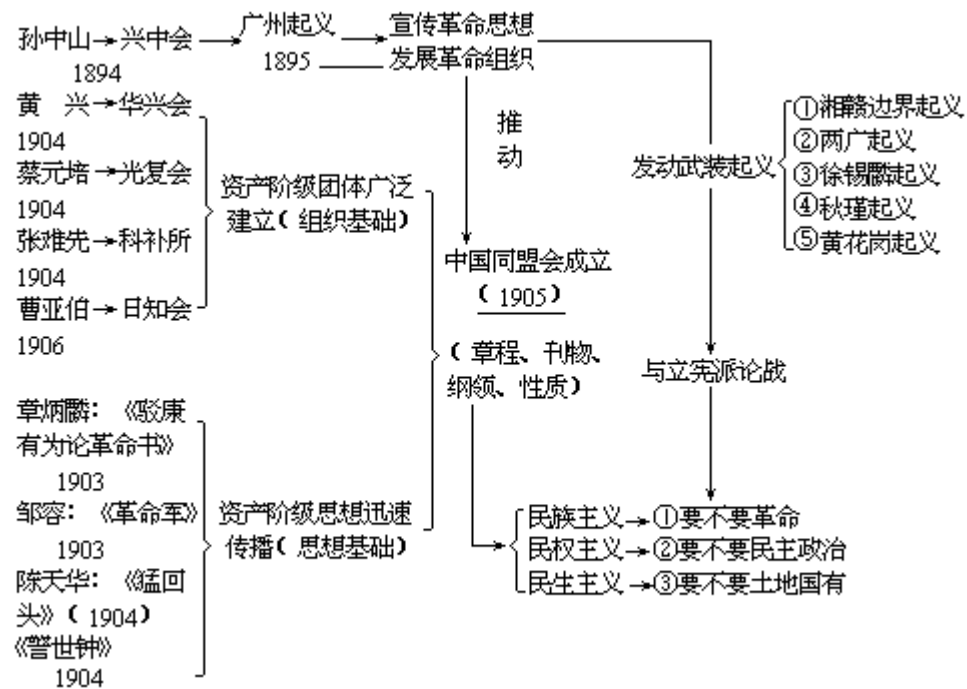 孙中山→兴中会
1894
广州起义
1895
宣传革命思想
发展革命组织
黄 兴→华兴会
1904
蔡元培→光复会
1904
张难先→科补所
1904
曹亚伯→日知会
1906
资产阶级团体广泛
建立(组织基础)
推
动
中国同盟会成立
(1905)
(章程、刊物、
纲领、性质)
发动武装起义
①湘赣边界起义
②两广起义
③徐锡麟起义
④秋瑾起义
⑤黄花岗起义
与立宪派论战
章炳麟:《驳康
有为论革命书》
1903
邹容:《革命军》
1903
陈天华:《猛回
头》(1904)
《警世钟》
1904
资产阶级思想迅速
传播(思想基础)
民族主义→①要不要革命
民权主义→②要不要民主政治
民生主义→③要不要土地国有